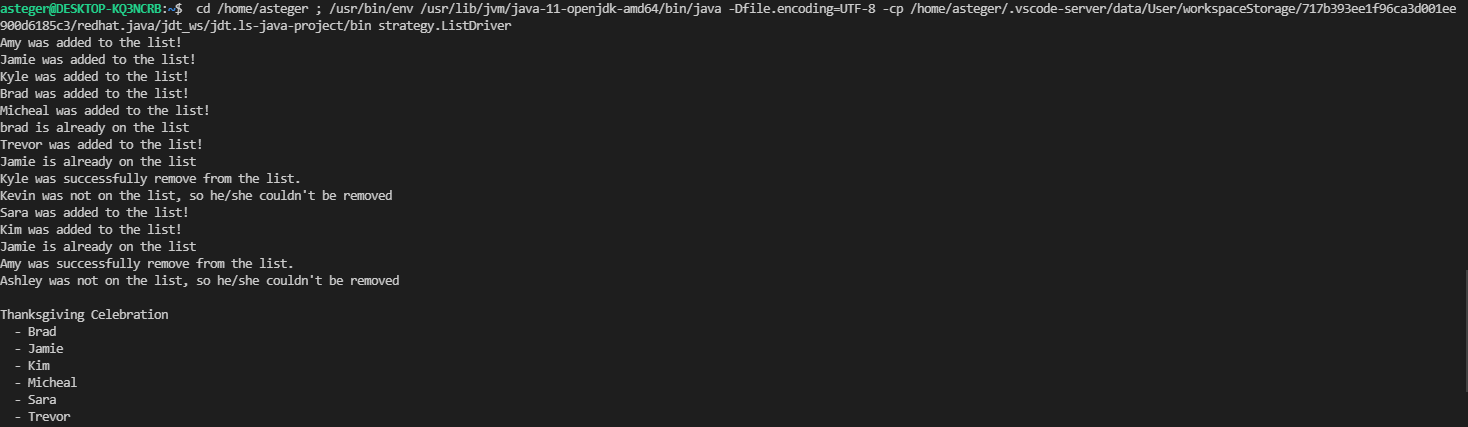 asteger@DESKTOP-KQ3NCRB:~$  cd /home/asteger ; /usr/bin/env /usr/lib/jvm/java-11-openjdk-amd64/bin/java -Dfile.encoding=UTF-8 -cp /home/asteger/.vscode-server/data/User/workspaceStorage/717b393ee1f96ca3d001ee
900d6185c3/redhat.java/jdt_ws/jdt.ls-java-project/bin strategy.ListDriver
Amy was added to the list!
Jamie was added to the list!
Kyle was added to the list!
Brad was added to the list!
Micheal was added to the list!
brad is already on the list
Trevor was added to the list!
Jamie is already on the list
Kyle was successfully remove from the list.
Kevin was not on the list, so he/she couldn't be removed
Sara was added to the list!
Kim was added to the list!
Jamie is already on the list
Amy was successfully remove from the list.
Ashley was not on the list, so he/she couldn't be removed
Thanksgiving Celebration
- Brad
- Jamie
- Kim
- Micheal
- Sara
- Trevor